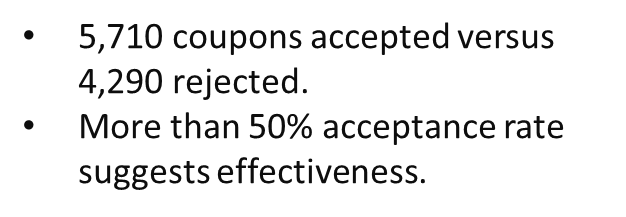 • 5,710 coupons accepted versus
4,290 rejected.
• More than 50% acceptance rate
suggests effectiveness.